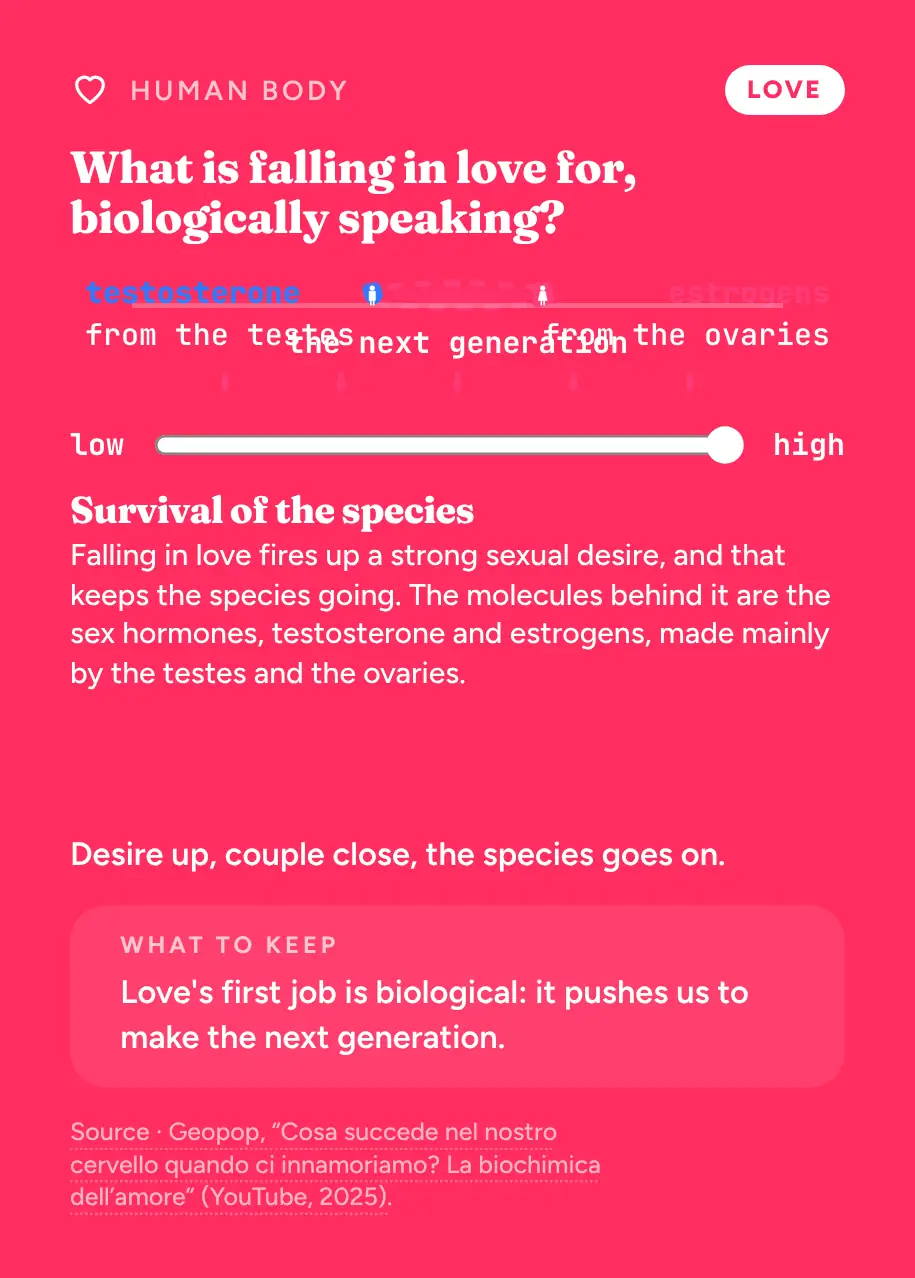 HUMAN BODY
LOVE
What is falling in love for,
biologically speaking?
testosterone
estrogens
from the testes
from the ovaries
the next generation
low
high
Survival of the species
Falling in love fires up a strong sexual desire, and that
keeps the species going. The molecules behind it are the
sex hormones, testosterone and estrogens, made mainly
by the testes and the ovaries.
Desire up, couple close, the species goes on.
WHAT TO KEEP
Love's first job is biological: it pushes us to
make the next generation.
Source · Geopop, “Cosa succede nel nostro
cervello quando ci innamoriamo? La biochimica
dell’amore” (YouTube, 2025).